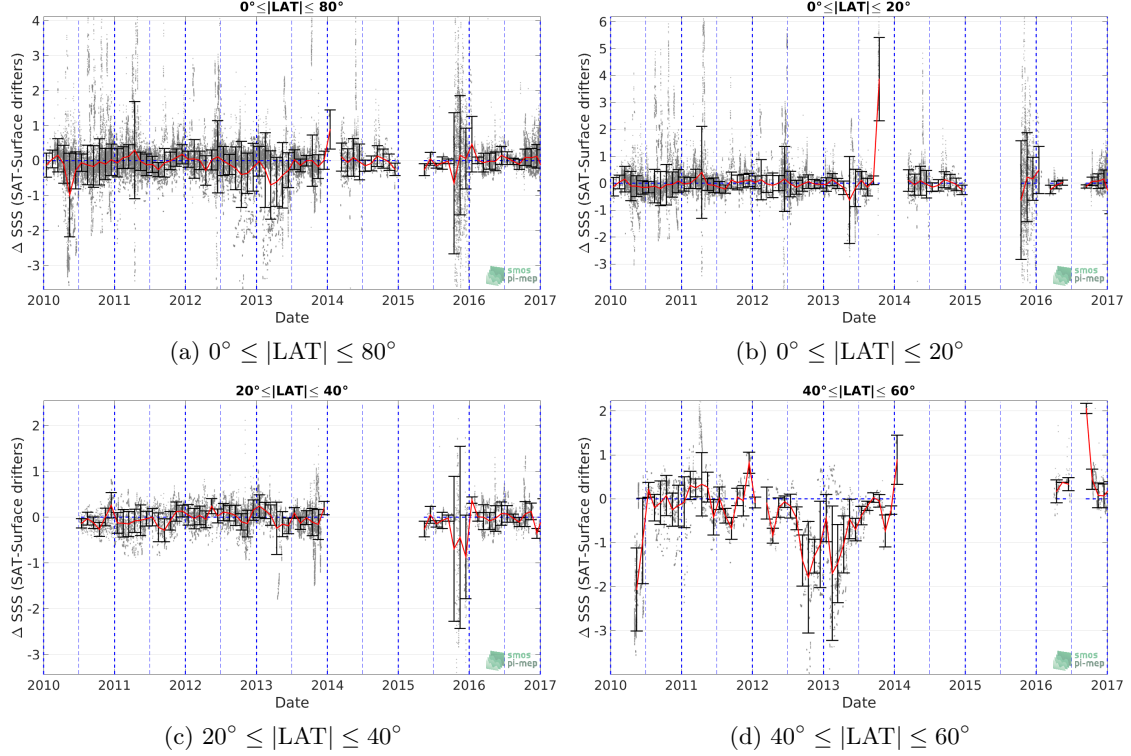 0°≤|LAT|≤ 80°
Δ SSS (SAT-Surface drifters)
4
3
2
1
0
-1
-2
-3
smos
pi-mep
2010 2011 2012 2013 2014 2015 2016 2017
Date
(a) 0° ≤ |LAT| ≤ 80°
0°≤|LAT|≤ 20°
Δ SSS (SAT-Surface drifters)
6
5
4
3
2
1
0
-1
-2
-3
smos
pi-mep
2010 2011 2012 2013 2014 2015 2016 2017
Date
(b) 0° ≤ |LAT| ≤ 20°
20°≤|LAT|≤ 40°
Δ SSS (SAT-Surface drifters)
2
1
0
-1
-2
-3
smos
pi-mep
2010 2011 2012 2013 2014 2015 2016 2017
Date
(c) 20° ≤ |LAT| ≤ 40°
40°≤|LAT|≤ 60°
Δ SSS (SAT-Surface drifters)
2
1
0
-1
-2
-3
smos
pi-mep
2010 2011 2012 2013 2014 2015 2016 2017
Date
(d) 40° ≤ |LAT| ≤ 60°